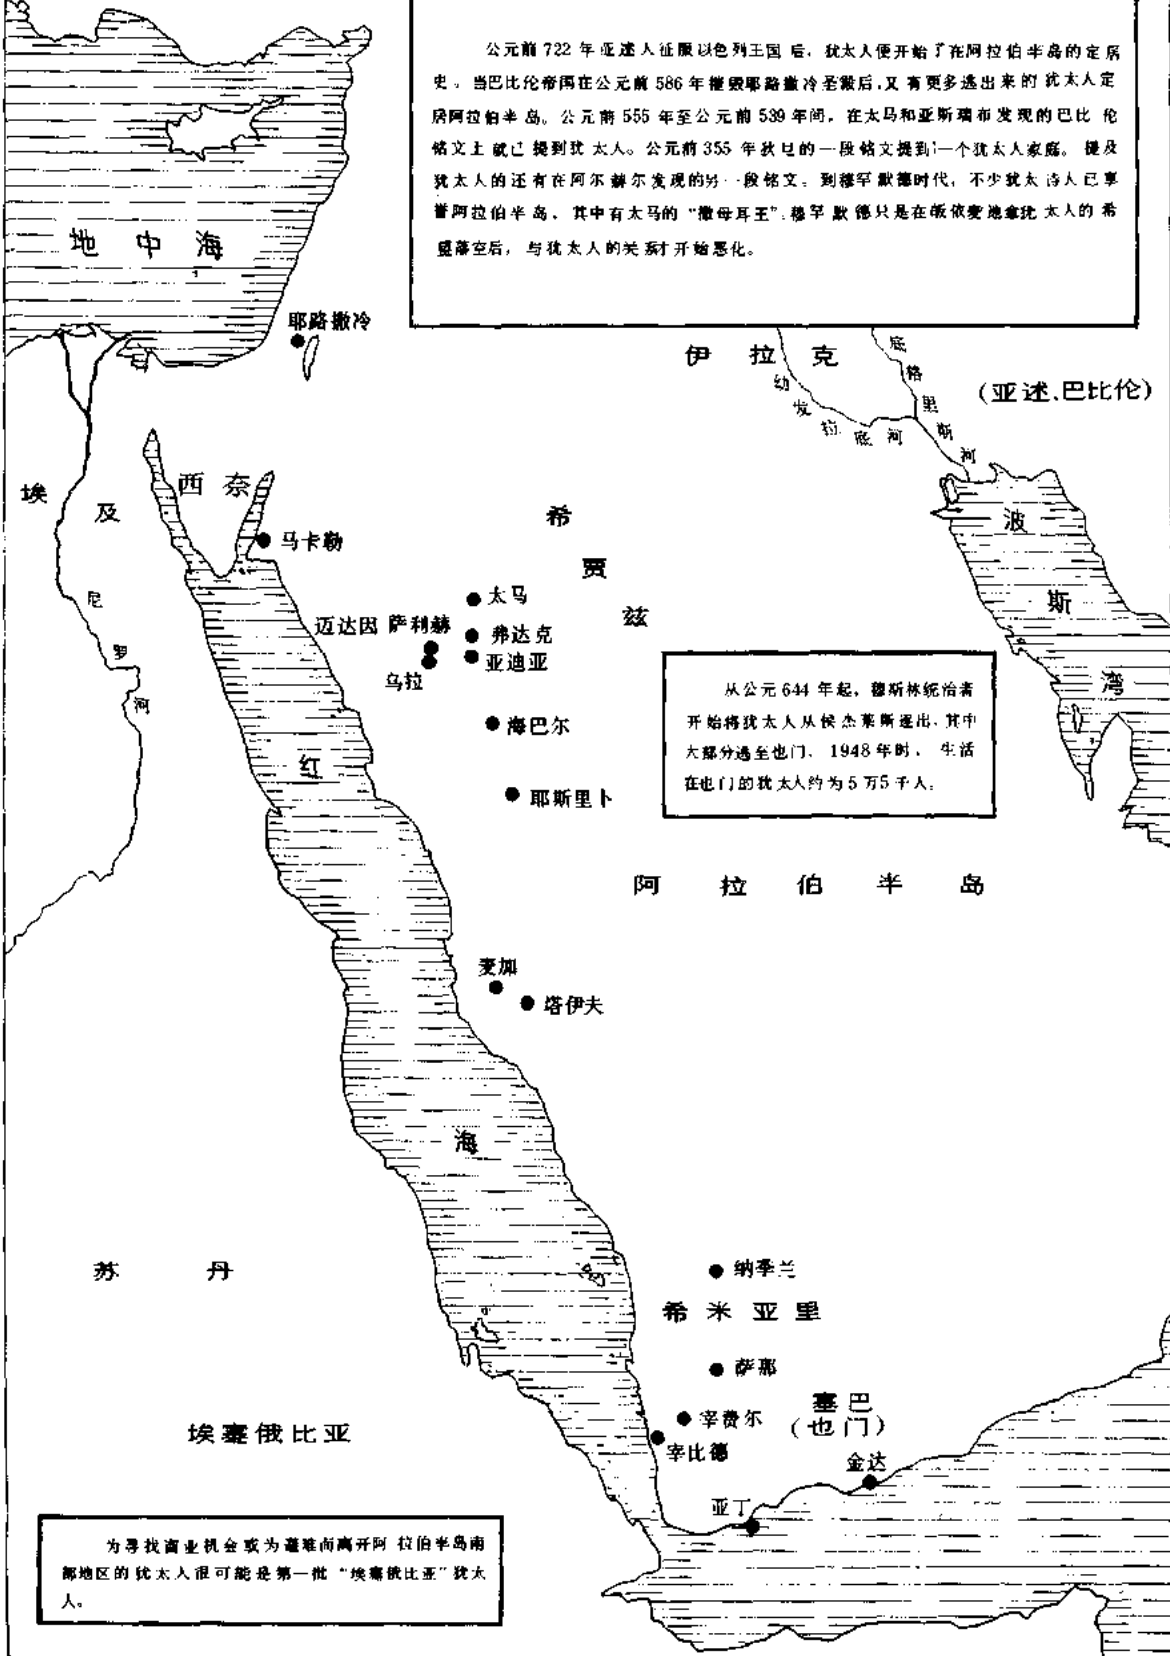 公元前 722 年亚述人征服以色列王国后，犹太人便开始了在阿拉伯半岛的定居
史。当巴比伦帝国在公元前 586 年摧毁耶路撒冷圣殿后，又有更多逃出来的犹太人定
居阿拉伯半岛。公元前 555 年至公元前 539 年间，在太马和亚斯瑞布发现的巴比伦
铭文上就已提到犹太人。公元前 355 年狄旦的一段铭文提到一个犹太人家庭。提及
犹太人的还有在阿尔赫尔发现的另一段铭文。到穆罕默德时代，不少犹太诗人已享
誉阿拉伯半岛，其中有太马的“撒母耳王”。穆罕默德只是在皈依麦地拿犹太人的希
望落空后，与犹太人的关系才开始恶化。
地中海
耶路撒冷
伊拉克
底格里斯河
幼发拉底河
(亚述、巴比伦)
埃及
西奈
马卡勒
希贾兹
波斯湾
尼罗河
太马
迈达因 萨利赫
弗达克
亚迪亚
乌拉
海巴尔
耶斯里卜
从公元 644 年起，穆斯林统治者
开始将犹太人从候杰莱斯逐出，其中
大部分逃至也门。1948 年时，生活
在也门的犹太人约为 5 万 5 千人。
红海
阿拉伯半岛
麦加
塔伊夫
苏丹
纳季兰
希米亚里
萨那
宰费尔
宰比德
塞巴
(也门)
埃塞俄比亚
金达
亚丁
为寻找商业机会或为避难而离开阿拉伯半岛南
部地区的犹太人很可能是第一批“埃塞俄比亚”犹太
人。